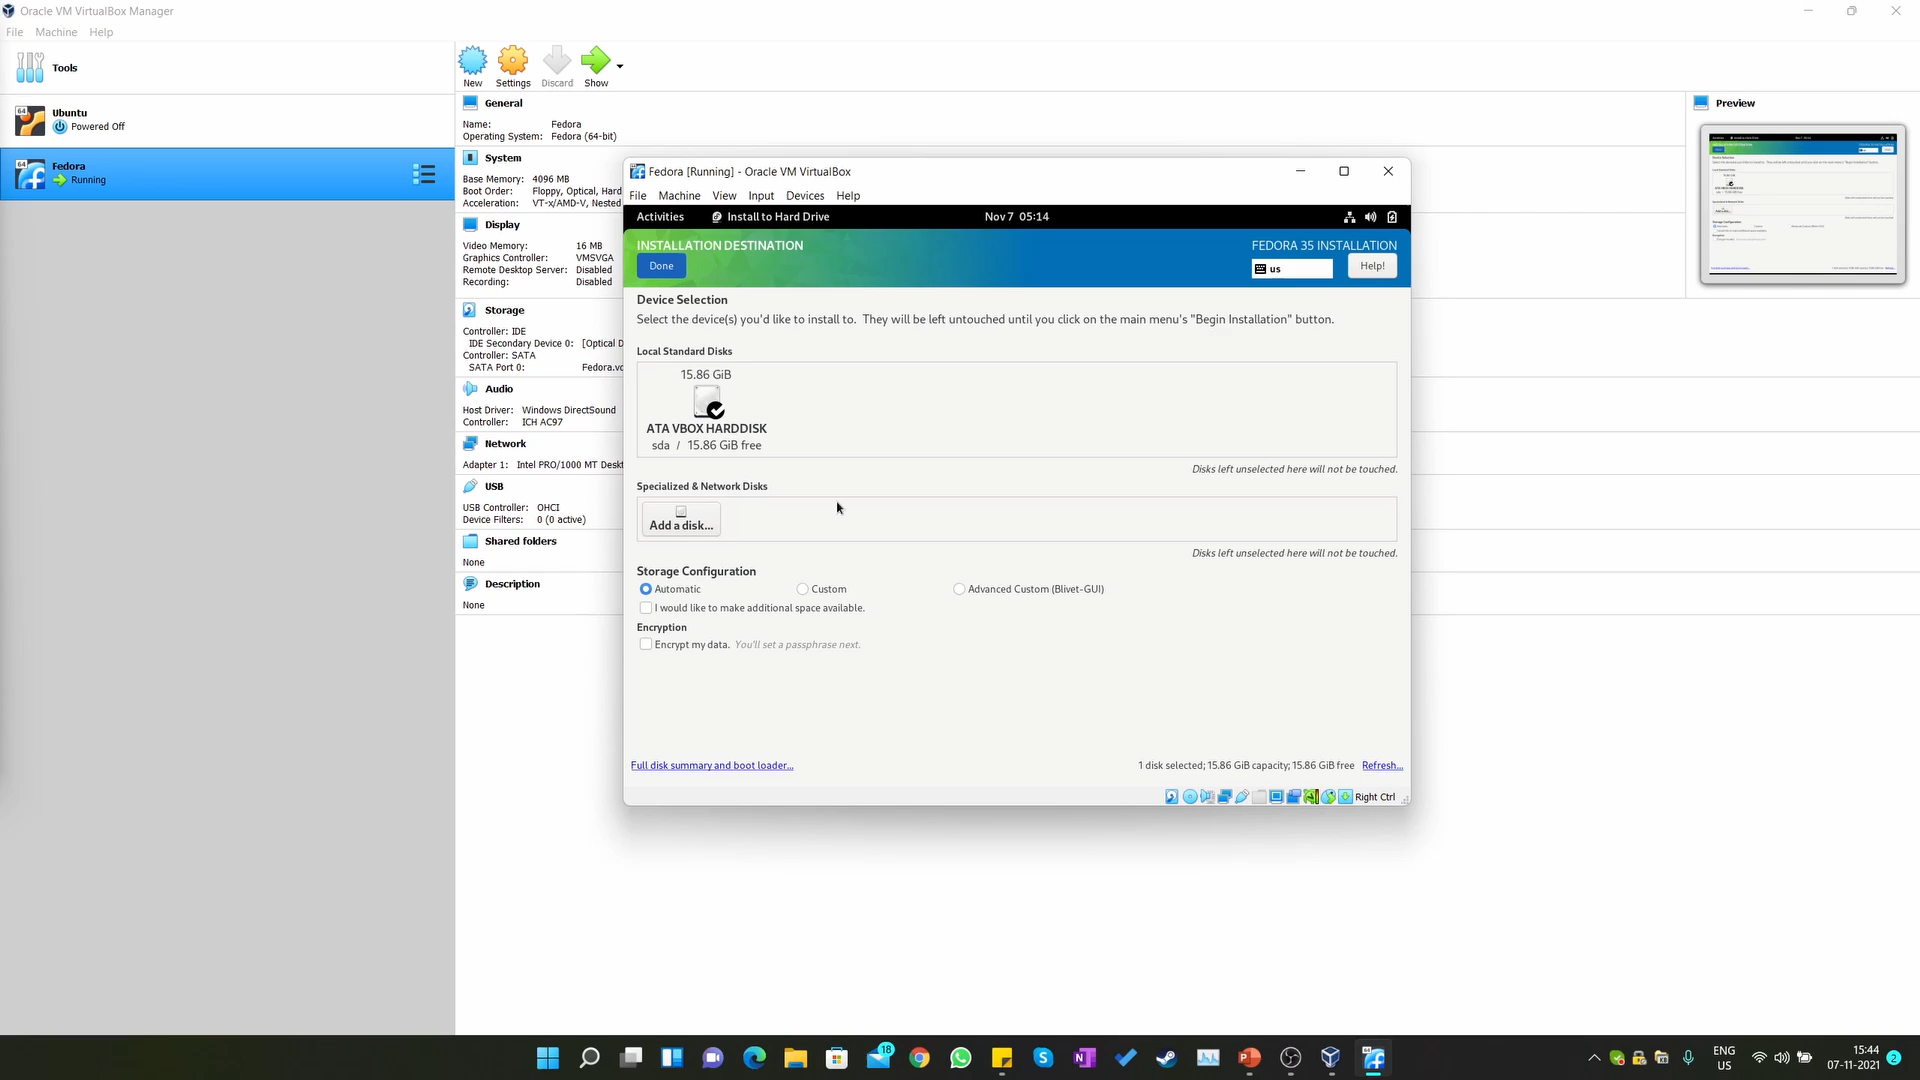 Oracle VM VirtualBox Manager
File Machine Help
Tools
New Settings Discard Show
64
Ubuntu
Powered Off
64
Fedora
Running
General
Name: Fedora
Operating System: Fedora (64-bit)
System
Base Memory: 4096 MB
Boot Order: Floppy, Optical, Hard
Acceleration: VT-x/AMD-V, Nested
Display
Video Memory: 16 MB
Graphics Controller: VMSVGA
Remote Desktop Server: Disabled
Recording: Disabled
Storage
Controller: IDE
IDE Secondary Device 0: [Optical D
Controller: SATA
SATA Port 0: Fedora.vd
Audio
Host Driver: Windows DirectSound
Controller: ICH AC97
Network
Adapter 1: Intel PRO/1000 MT Deskt
USB
USB Controller: OHCI
Device Filters: 0 (0 active)
Shared folders
None
Description
None
Preview
Fedora [Running] - Oracle VM VirtualBox
File Machine View Input Devices Help
Activities Install to Hard Drive Nov 7 05:14
INSTALLATION DESTINATION FEDORA 35 INSTALLATION
Done us Help!
Device Selection
Select the device(s) you'd like to install to. They will be left untouched until you click on the main menu's "Begin Installation" button.
Local Standard Disks
15.86 GiB
ATA VBOX HARDDISK
sda / 15.86 GiB free
Disks left unselected here will not be touched.
Specialized & Network Disks
Add a disk...
Disks left unselected here will not be touched.
Storage Configuration
Automatic Custom Advanced Custom (Blivet-GUI)
I would like to make additional space available.
Encryption
Encrypt my data. You'll set a passphrase next.
Full disk summary and boot loader... 1 disk selected; 15.86 GiB capacity; 15.86 GiB free Refresh...
Right Ctrl
18
ENG
US
15:44
07-11-2021
2